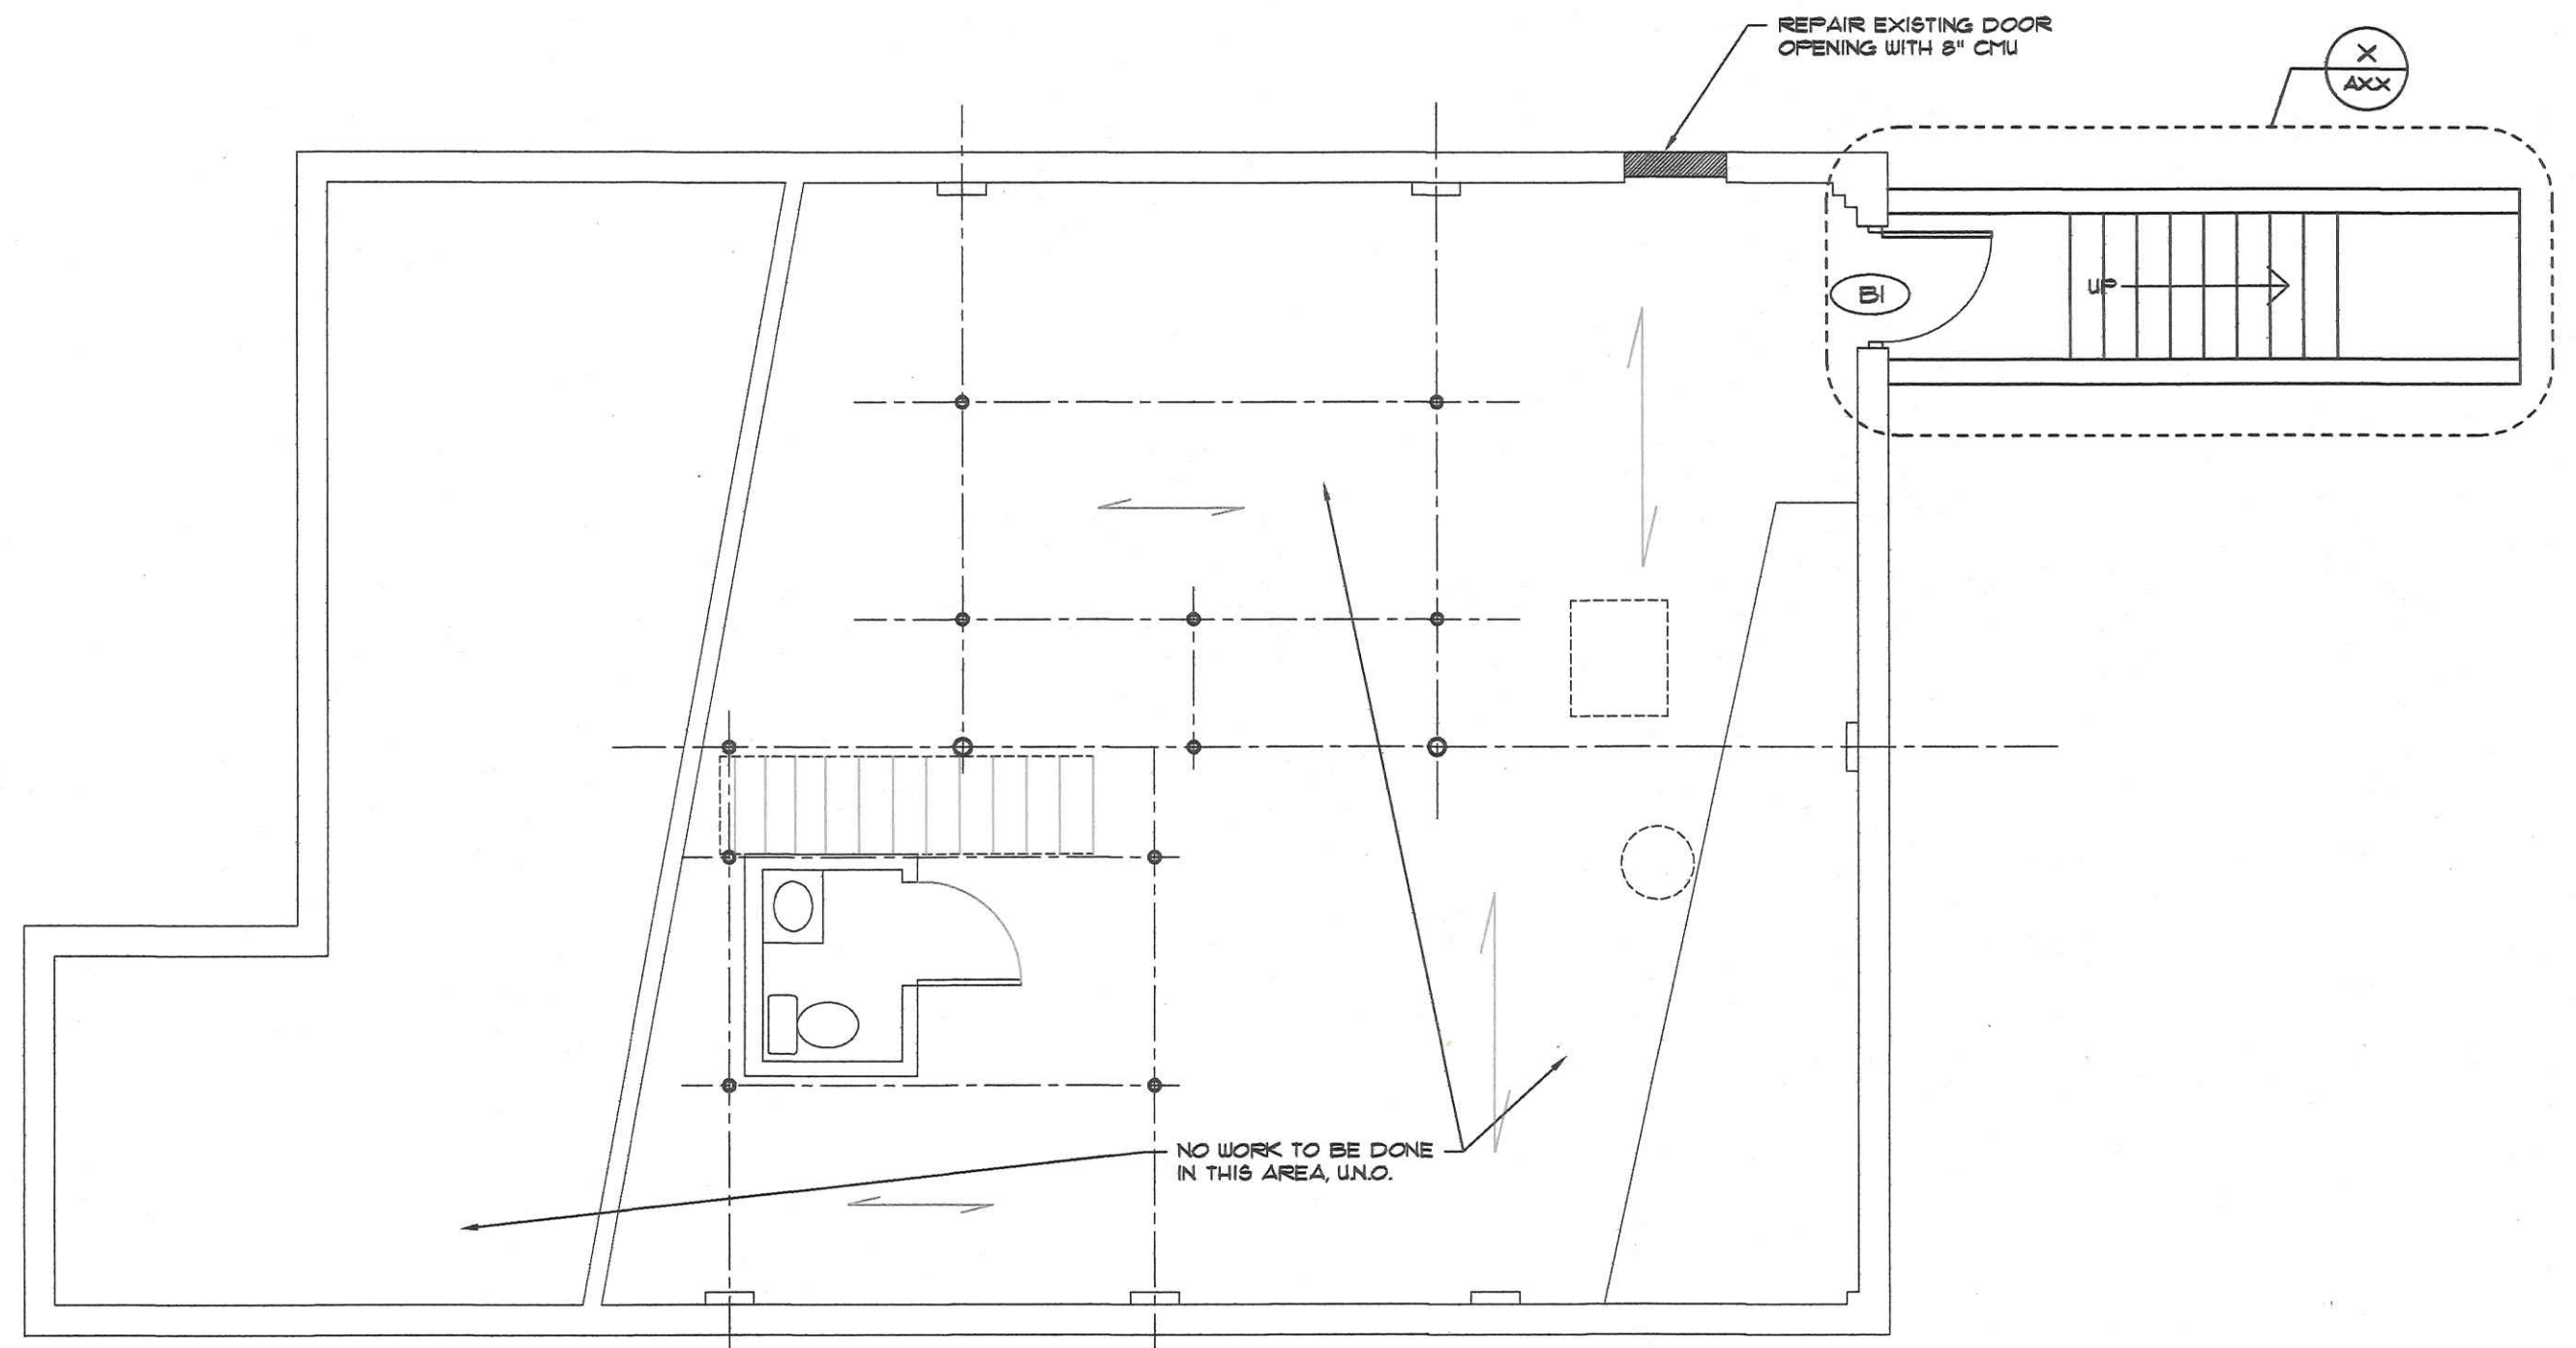 REPAIR EXISTING DOOR
OPENING WITH 8" CMU
X
AXX
B1
UP
NO WORK TO BE DONE
IN THIS AREA, U.N.O.